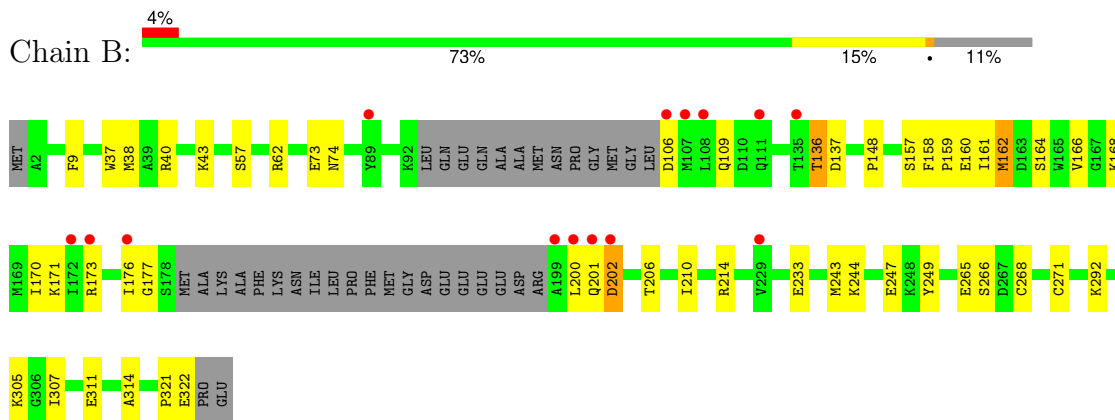 4%
Chain B:
73% 15% • 11%
MET A2 F9 W37 M38 A39 R40 K43 S57 R62 E73 N74 Y89 K92 LEU GLN GLU GLN ALA ALA MET ASN PRO GLY MET GLY LEU D106 M107 L108 Q109 D110 Q111 T135 T136 D137 P148 S157 F158 P159 E160 I161 M162 D163 S164 W165 V166 G167 K168
M169 I170 K171 I172 R173 I176 G177 S178 MET ALA LYS ALA PHE LYS ASN ILE LEU PRO PHE MET GLY ASP GLU GLU GLU GLU ASP ARG A199 L200 Q201 D202 T206 I210 R214 V229 E233 M243 K244 E247 K248 Y249 E265 S266 D267 C268 C271 K292
K305 G306 I307 E311 A314 P321 E322 PRO GLU